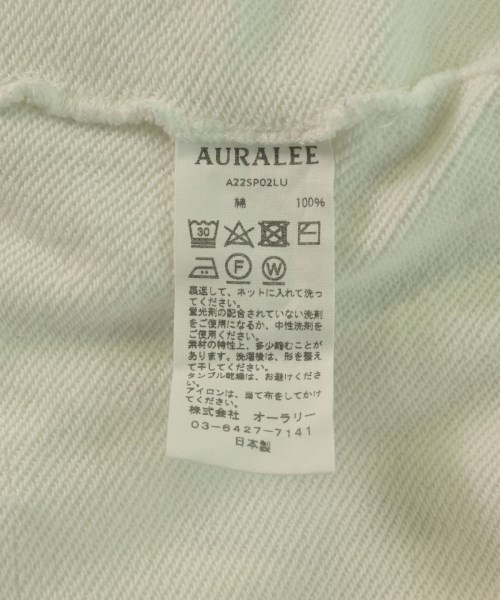 AURALEE
A22SP02LU
綿 100%
30
F W
裏返して、ネットに入れて洗っ
てください。
蛍光剤の配合されていない洗剤
をご使用になるか、中性洗剤を
ご使用ください。
素材の特性上、多少縮むことが
あります。洗濯後は、形を整え
て干してください。
タンブル乾燥は、お避けくださ
い。
アイロンは、当て布をしてかけ
てください。
株式会社 オーラリー
03-6427-7141
日本製